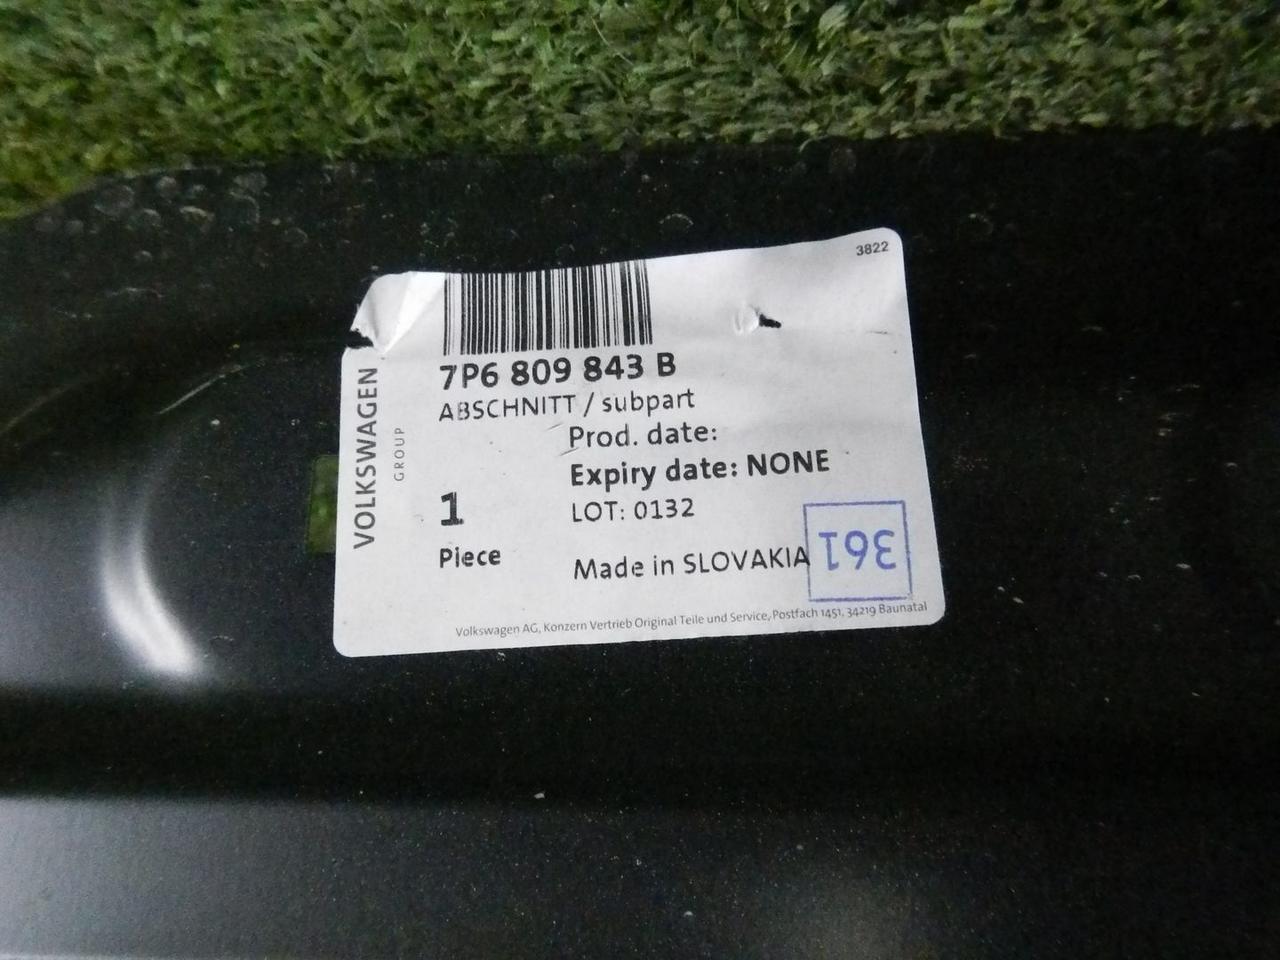 3822
7P6 809 843 B
ABSCHNITT / subpart
Prod. date:
Expiry date: NONE
1
LOT: 0132
Piece
Made in SLOVAKIA
361
VOLKSWAGEN
GROUP
Volkswagen AG, Konzern Vertrieb Original Teile und Service, Postfach 1451, 34219 Baunatal